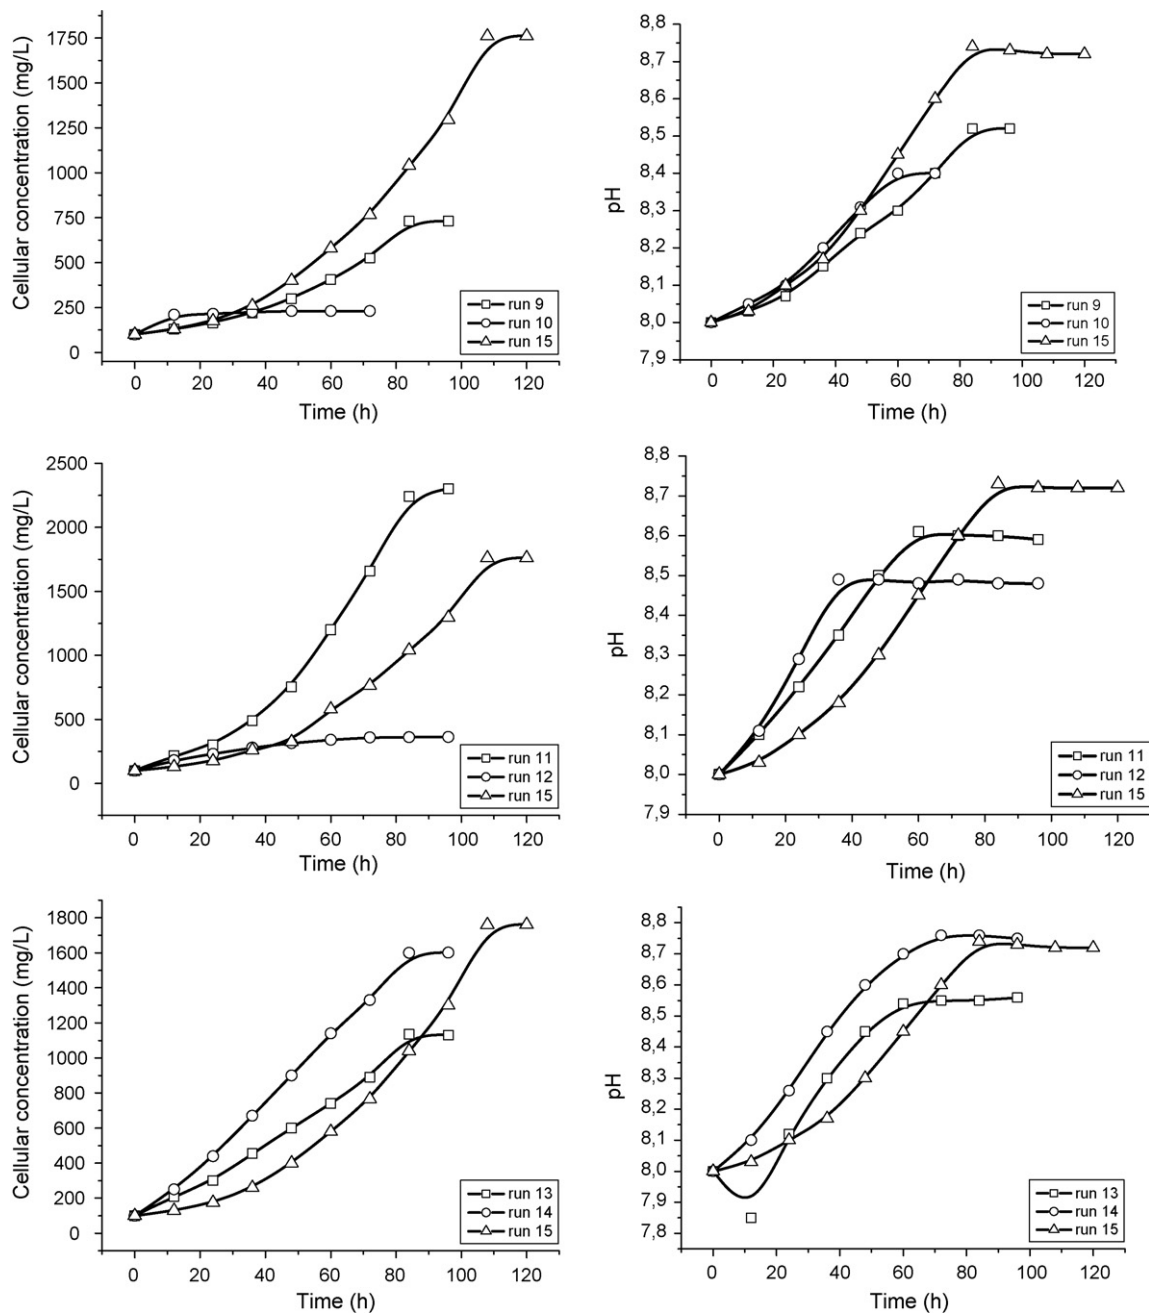 Cellular concentration (mg/L)
1750
1500
1250
1000
750
500
250
0
0 20 40 60 80 100 120
Time (h)
run 9
run 10
run 15
pH
8,8
8,7
8,6
8,5
8,4
8,3
8,2
8,1
8,0
7,9
0 20 40 60 80 100 120
Time (h)
run 9
run 10
run 15
Cellular concentration (mg/L)
2500
2000
1500
1000
500
0
0 20 40 60 80 100 120
Time (h)
run 11
run 12
run 15
pH
8,8
8,7
8,6
8,5
8,4
8,3
8,2
8,1
8,0
7,9
0 20 40 60 80 100 120
Time (h)
run 11
run 12
run 15
Cellular concentration (mg/L)
1800
1600
1400
1200
1000
800
600
400
200
0
0 20 40 60 80 100 120
Time (h)
run 13
run 14
run 15
pH
8,8
8,7
8,6
8,5
8,4
8,3
8,2
8,1
8,0
7,9
7,8
0 20 40 60 80 100 120
Time (h)
run 13
run 14
run 15